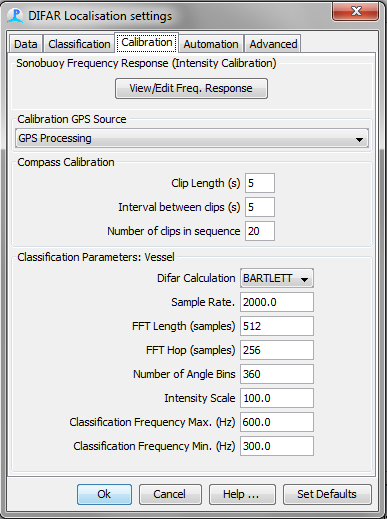 DIFAR Localisation settings
Data Classification Calibration Automation Advanced
Sonobuoy Frequency Response (Intensity Calibration)
View/Edit Freq. Response
Calibration GPS Source
GPS Processing
Compass Calibration
Clip Length (s) 5
Interval between clips (s) 5
Number of clips in sequence 20
Classification Parameters: Vessel
Difar Calculation BARTLETT
Sample Rate. 2000.0
FFT Length (samples) 512
FFT Hop (samples) 256
Number of Angle Bins 360
Intensity Scale 100.0
Classification Frequency Max. (Hz) 600.0
Classification Frequency Min. (Hz) 300.0
Ok Cancel Help ... Set Defaults